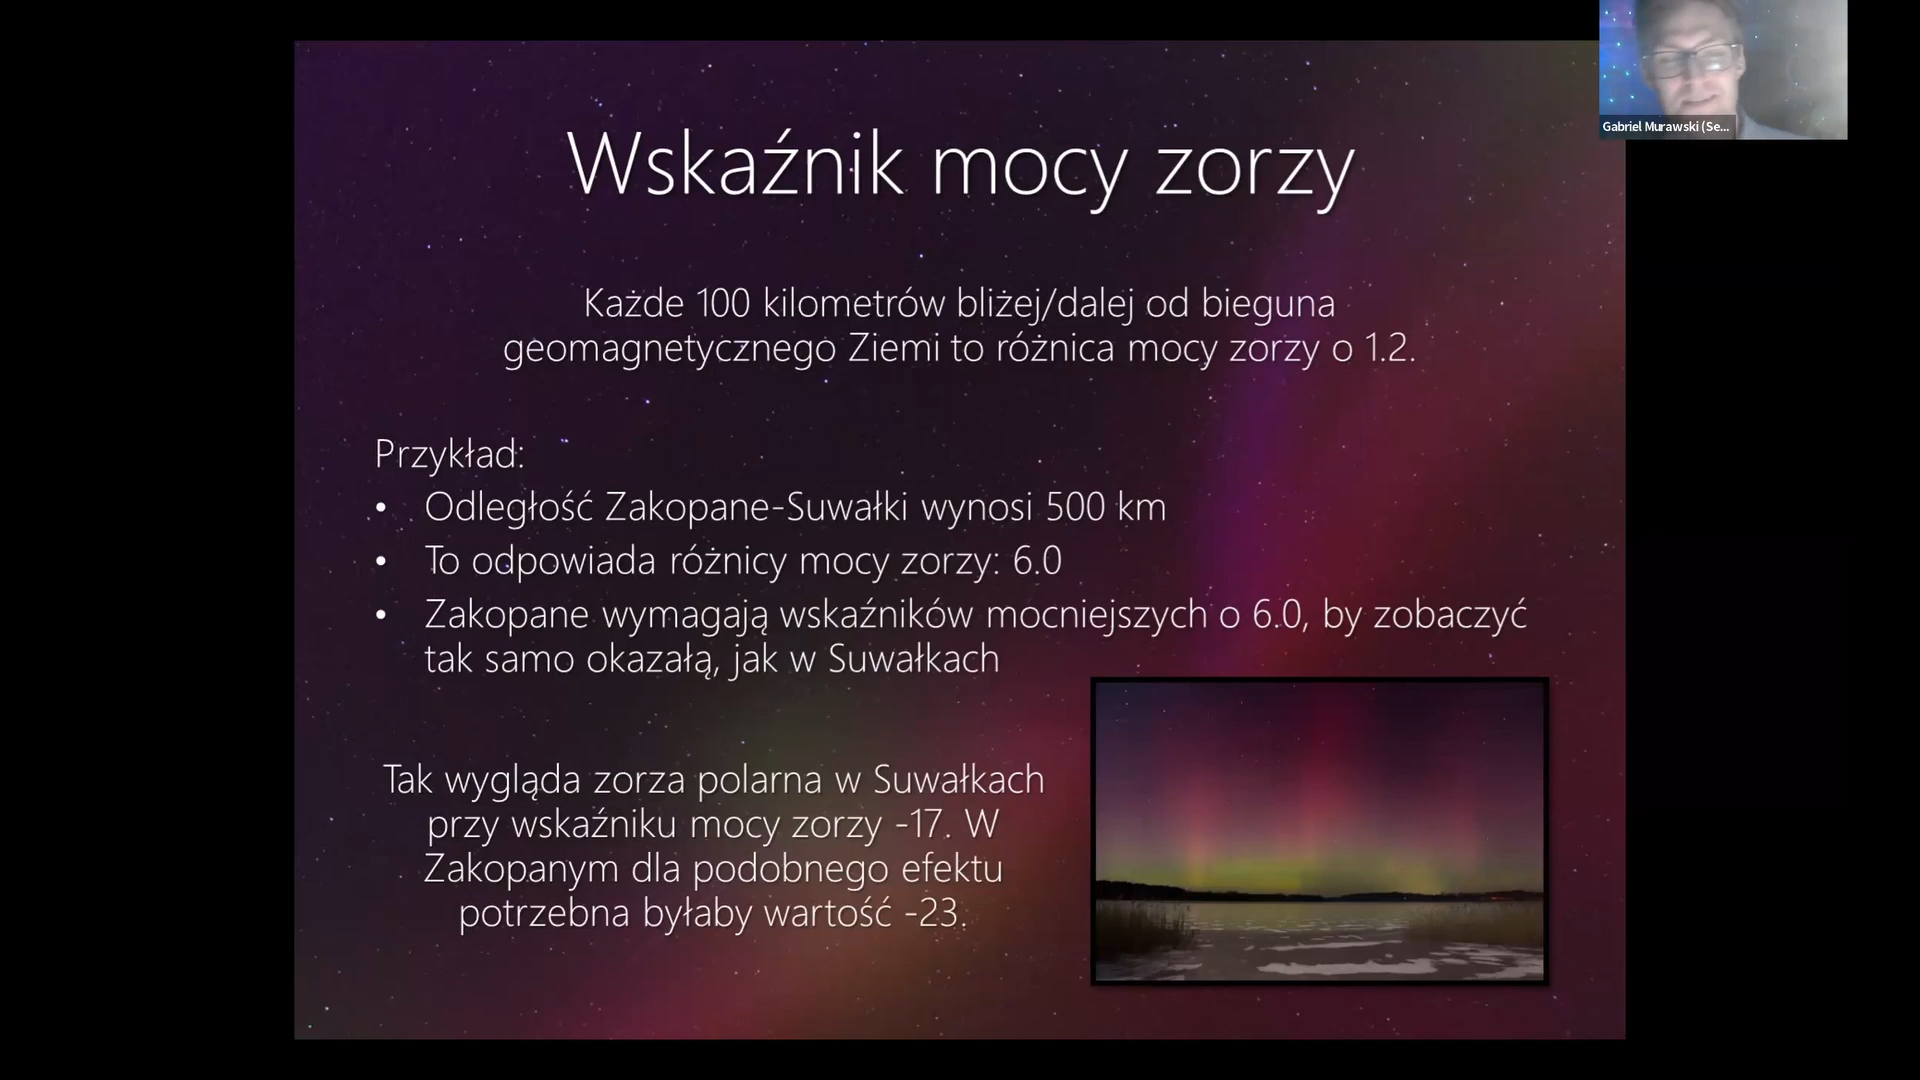 Gabriel Murawski (Se...
Wskaźnik mocy zorzy
Każde 100 kilometrów bliżej/dalej od bieguna
geomagnetycznego Ziemi to różnica mocy zorzy o 1.2.
Przykład:
• Odległość Zakopane-Suwałki wynosi 500 km
• To odpowiada różnicy mocy zorzy: 6.0
• Zakopane wymagają wskaźników mocniejszych o 6.0, by zobaczyć
tak samo okazałą, jak w Suwałkach
Tak wygląda zorza polarna w Suwałkach
przy wskaźniku mocy zorzy -17. W
Zakopanym dla podobnego efektu
potrzebna byłaby wartość -23.